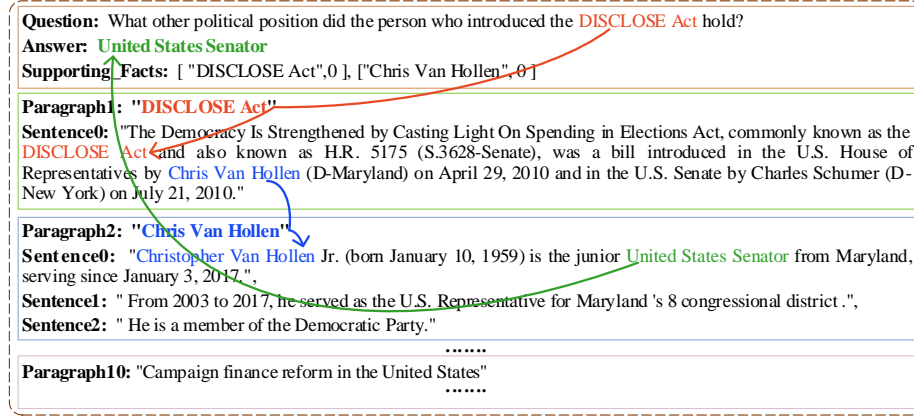 Question: What other political position did the person who introduced the DISCLOSE Act hold?
Answer: United States Senator
Supporting_Facts: [ "DISCLOSE Act",0 ], ["Chris Van Hollen", 0 ]
Paragraph1: "DISCLOSE Act"
Sentence0: "The Democracy Is Strengthened by Casting Light On Spending in Elections Act, commonly known as the
DISCLOSE Act and also known as H.R. 5175 (S.3628-Senate), was a bill introduced in the U.S. House of
Representatives by Chris Van Hollen (D-Maryland) on April 29, 2010 and in the U.S. Senate by Charles Schumer (D-
New York) on July 21, 2010."
Paragraph2: "Chris Van Hollen"
Sentence0: "Christopher Van Hollen Jr. (born January 10, 1959) is the junior United States Senator from Maryland,
serving since January 3, 2017.",
Sentence1: " From 2003 to 2017, he served as the U.S. Representative for Maryland 's 8 congressional district .",
Sentence2: " He is a member of the Democratic Party."
.......
Paragraph10: "Campaign finance reform in the United States"
.......